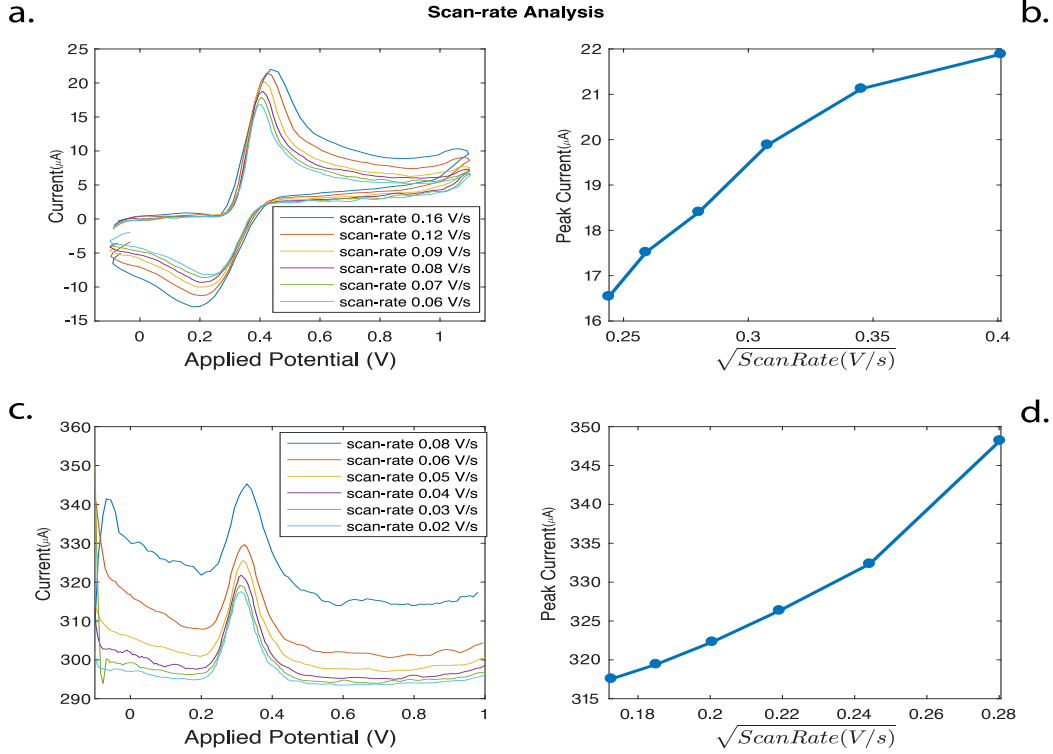 Scan-rate Analysis
a.
25
20
15
10
5
0
-5
-10
-15
Current(μA)
0
0.2
0.4
0.6
0.8
1
Applied Potential (V)
scan-rate 0.16 V/s
scan-rate 0.12 V/s
scan-rate 0.09 V/s
scan-rate 0.08 V/s
scan-rate 0.07 V/s
scan-rate 0.06 V/s
b.
22
21
20
19
18
17
16
Peak Current(μA)
0.25
0.3
0.35
0.4
√ScanRate(V/s)
c.
360
350
340
330
320
310
300
290
Current(μA)
0
0.2
0.4
0.6
0.8
1
Applied Potential (V)
scan-rate 0.08 V/s
scan-rate 0.06 V/s
scan-rate 0.05 V/s
scan-rate 0.04 V/s
scan-rate 0.03 V/s
scan-rate 0.02 V/s
d.
350
345
340
335
330
325
320
315
Peak Current(μA)
0.18
0.2
0.22
0.24
0.26
0.28
√ScanRate(V/s)